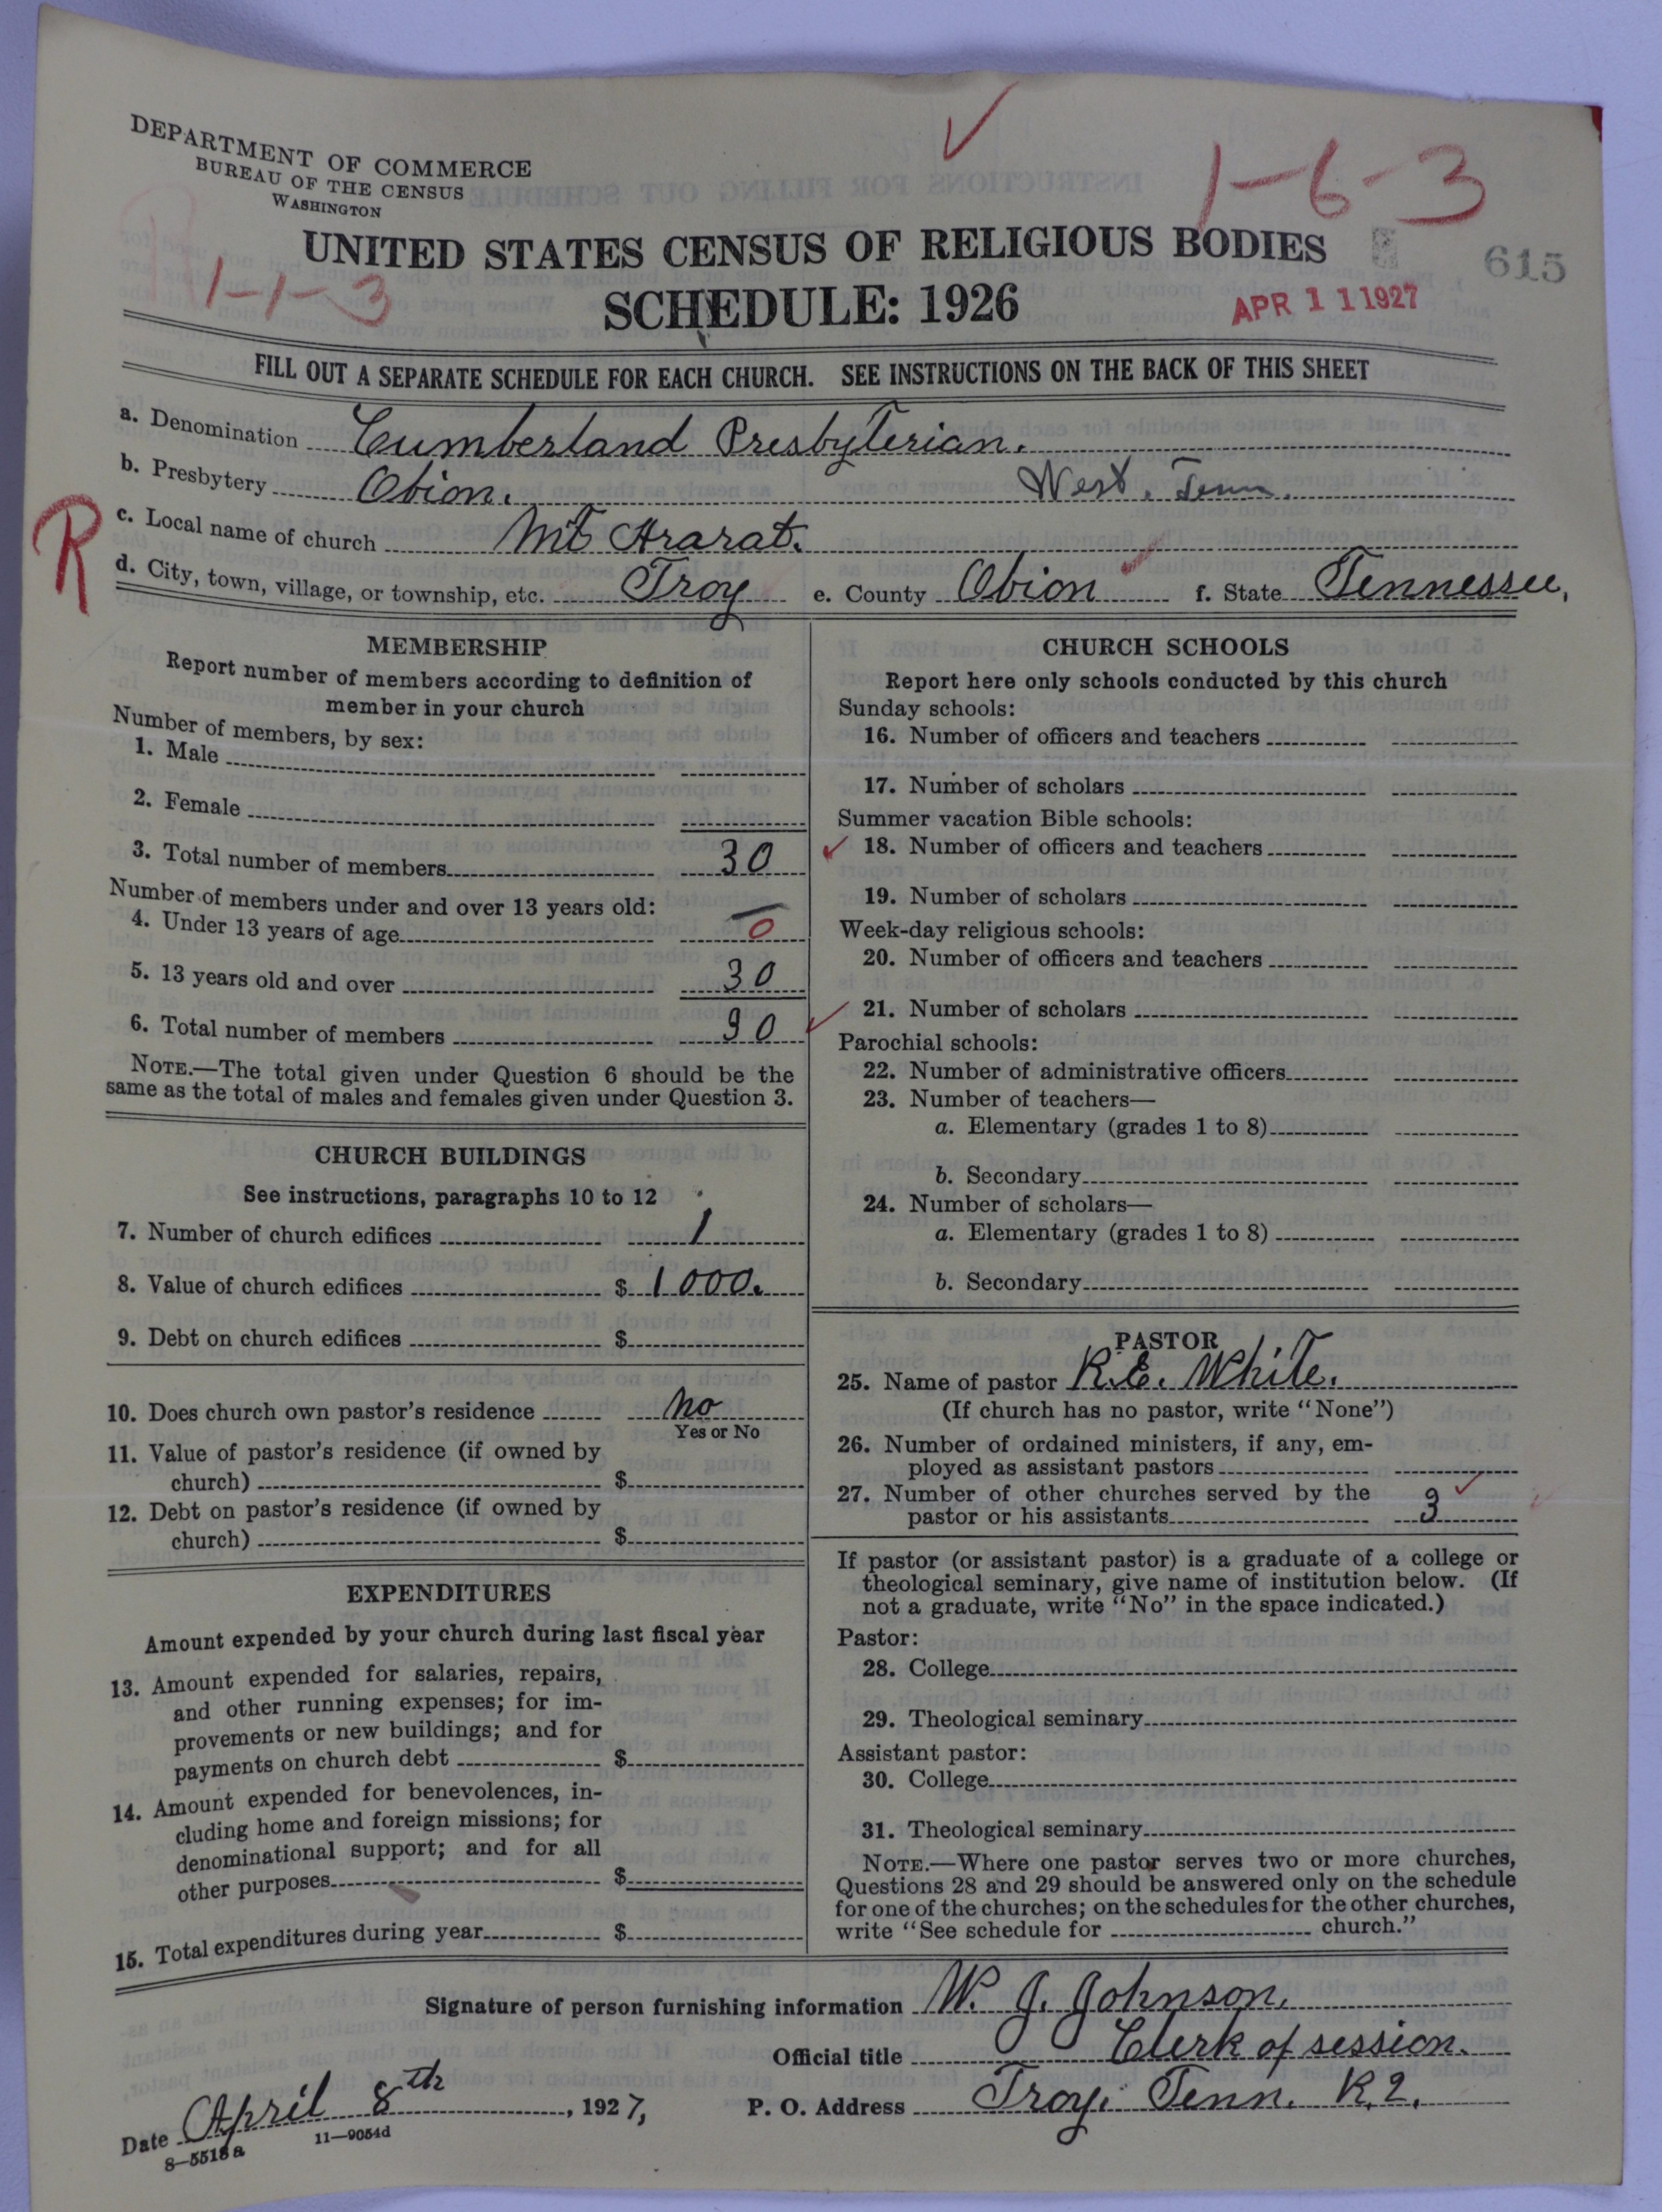 DEPARTMENT OF COMMERCE
BUREAU OF THE CENSUS
WASHINGTON
1-6-3
UNITED STATES CENSUS OF RELIGIOUS BODIES
615
1-1-3
SCHEDULE: 1926
APR 11 1927
FILL OUT A SEPARATE SCHEDULE FOR EACH CHURCH. SEE INSTRUCTIONS ON THE BACK OF THIS SHEET
a. Denomination Cumberland Presbyterian.
b. Presbytery Obion. West. Tenn.
R
c. Local name of church Mt Ararat.
d. City, town, village, or township, etc. Troy e. County Obion f. State Tennessee,
MEMBERSHIP
Report number of members according to definition of
member in your church
Number of members, by sex:
1. Male
2. Female
3. Total number of members 30
Number of members under and over 13 years old:
4. Under 13 years of age 0
5. 13 years old and over 30
6. Total number of members 30
NOTE.—The total given under Question 6 should be the
same as the total of males and females given under Question 3.
CHURCH BUILDINGS
See instructions, paragraphs 10 to 12
7. Number of church edifices 1
8. Value of church edifices $ 1000.
9. Debt on church edifices $
10. Does church own pastor's residence No
Yes or No
11. Value of pastor's residence (if owned by
church) $
12. Debt on pastor's residence (if owned by
church) $
EXPENDITURES
Amount expended by your church during last fiscal year
13. Amount expended for salaries, repairs,
and other running expenses; for im-
provements or new buildings; and for
payments on church debt $
14. Amount expended for benevolences, in-
cluding home and foreign missions; for
denominational support; and for all
other purposes $
15. Total expenditures during year $
CHURCH SCHOOLS
Report here only schools conducted by this church
Sunday schools:
16. Number of officers and teachers
17. Number of scholars
Summer vacation Bible schools:
18. Number of officers and teachers
19. Number of scholars
Week-day religious schools:
20. Number of officers and teachers
21. Number of scholars
Parochial schools:
22. Number of administrative officers
23. Number of teachers—
a. Elementary (grades 1 to 8)
b. Secondary
24. Number of scholars—
a. Elementary (grades 1 to 8)
b. Secondary
PASTOR
25. Name of pastor R.E. White.
(If church has no pastor, write "None")
26. Number of ordained ministers, if any, em-
ployed as assistant pastors
27. Number of other churches served by the
pastor or his assistants 3
If pastor (or assistant pastor) is a graduate of a college or
theological seminary, give name of institution below. (If
not a graduate, write "No" in the space indicated.)
Pastor:
28. College
29. Theological seminary
Assistant pastor:
30. College
31. Theological seminary
NOTE.—Where one pastor serves two or more churches,
Questions 28 and 29 should be answered only on the schedule
for one of the churches; on the schedules for the other churches,
write "See schedule for church."
Signature of person furnishing information W. J. Johnson.
Official title Clerk of session.
Date April 8th, 1927, P. O. Address Troy. Tenn. R.2.
8—5518a 11—9054d